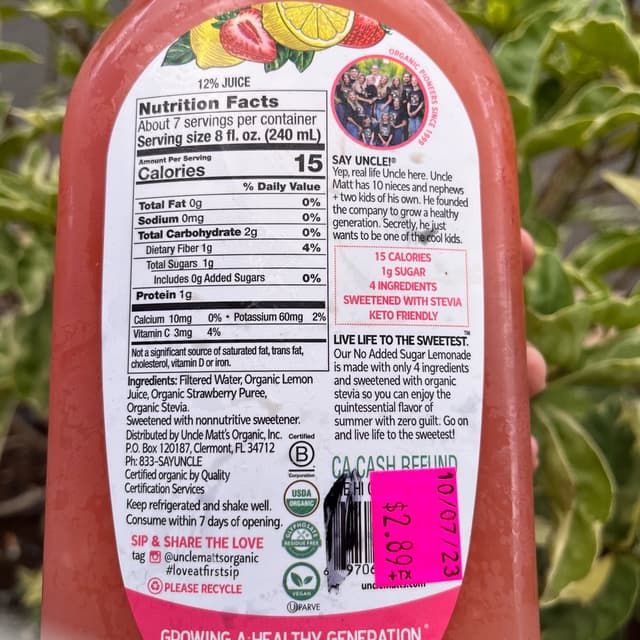 12% JUICE
Nutrition Facts
About 7 servings per container
Serving size 8 fl. oz. (240 mL)
Amount Per Serving
Calories 15
% Daily Value
Total Fat 0g 0%
Sodium 0mg 0%
Total Carbohydrate 2g 0%
Dietary Fiber 1g 4%
Total Sugars 1g
Includes 0g Added Sugars 0%
Protein 1g
Calcium 10mg 0% • Potassium 60mg 2%
Vitamin C 3mg 4%
Not a significant source of saturated fat, trans fat,
cholesterol, vitamin D or iron.
Ingredients: Filtered Water, Organic Lemon
Juice, Organic Strawberry Puree,
Organic Stevia.
Sweetened with nonnutritive sweetener.
Distributed by Uncle Matt's Organic, Inc.
P.O. Box 120187, Clermont, FL 34712
Ph: 833-SAYUNCLE
Certified organic by Quality
Certification Services
Keep refrigerated and shake well.
Consume within 7 days of opening.
SIP & SHARE THE LOVE
tag @unclemattsorganic
#loveatfirstsip
PLEASE RECYCLE
Certified
B
Corporation
USDA
ORGANIC
GLYPHOSATE
RESIDUE FREE
VEGAN
U PARVE
ORGANIC PIONEERS SINCE 1999
SAY UNCLE!®
Yep, real life Uncle here. Uncle
Matt has 10 nieces and nephews
+ two kids of his own. He founded
the company to grow a healthy
generation. Secretly, he just
wants to be one of the cool kids.
15 CALORIES
1g SUGAR
4 INGREDIENTS
SWEETENED WITH STEVIA
KETO FRIENDLY
LIVE LIFE TO THE SWEETEST.™
Our No Added Sugar Lemonade
is made with only 4 ingredients
and sweetened with organic
stevia so you can enjoy the
quintessential flavor of
summer with zero guilt. Go on
and live life to the sweetest!
CA CASH REFUND
HI
10/07/23
$2.89 +TX
6 9706
GROWING A HEALTHY GENERATION®